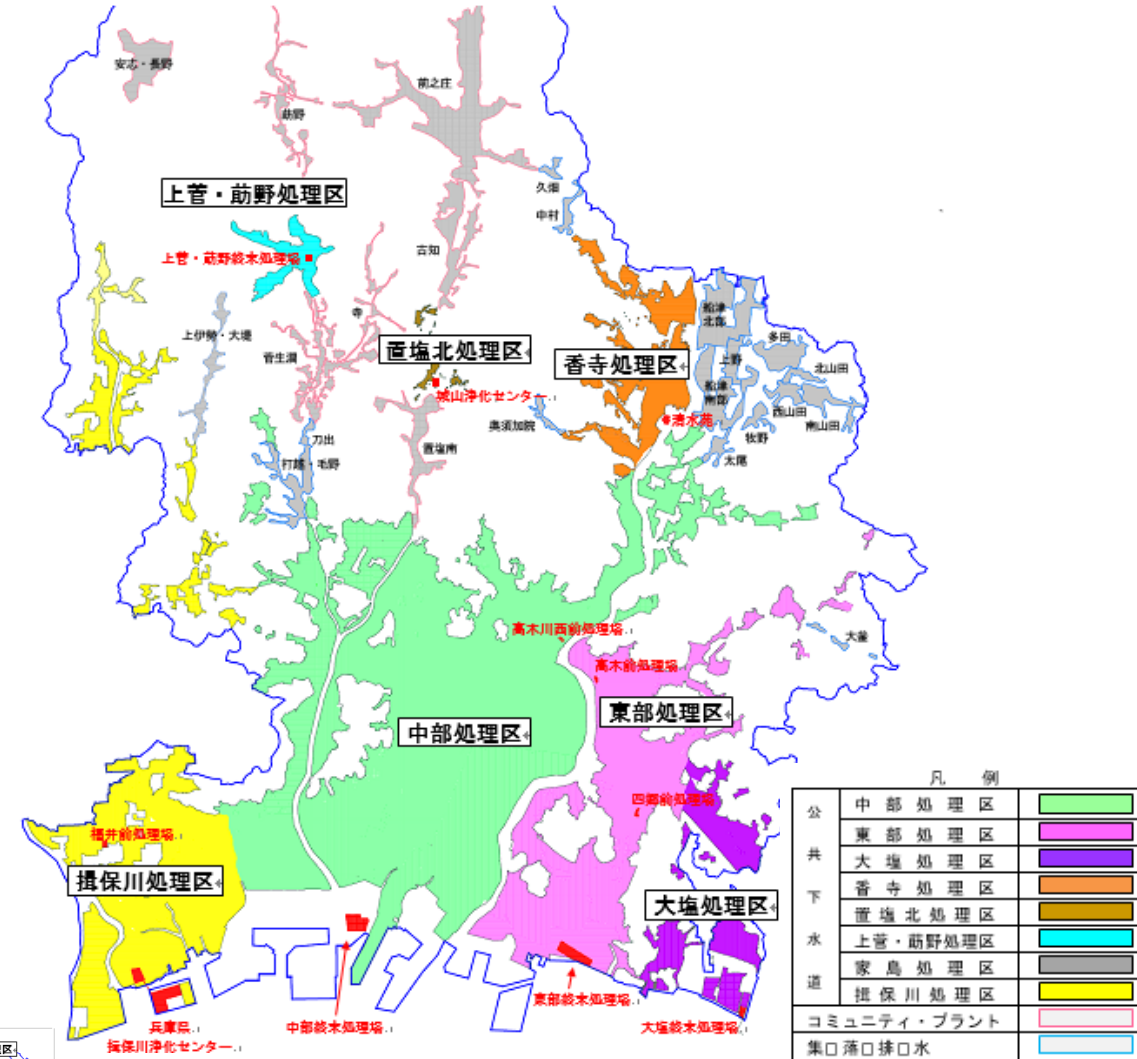 安志・長野
莇野
前之庄
久畑
中村
上菅・莇野処理区
上菅・莇野終末処理場
古知
寺
上伊勢・大堤
菅生澗
置塩北処理区
城山浄化センター
香寺処理区
船津
北部
多田
上野
北山田
船津
南部
西山田
南山田
牧野
清水苑
太尾
奥須加院
置塩南
刀出
打越・毛野
高木川西前処理場
高木前処理場
大釜
東部処理区
中部処理区
四郷前処理場
福井前処理場
揖保川処理区
大塩処理区
兵庫県
揖保川浄化センター
中部終末処理場
東部終末処理場
大塩終末処理場
理区
凡 例
公共下水道
中部処理区
東部処理区
大塩処理区
香寺処理区
置塩北処理区
上菅・莇野処理区
家島処理区
揖保川処理区
コミュニティ・プラント
集□落□排□水